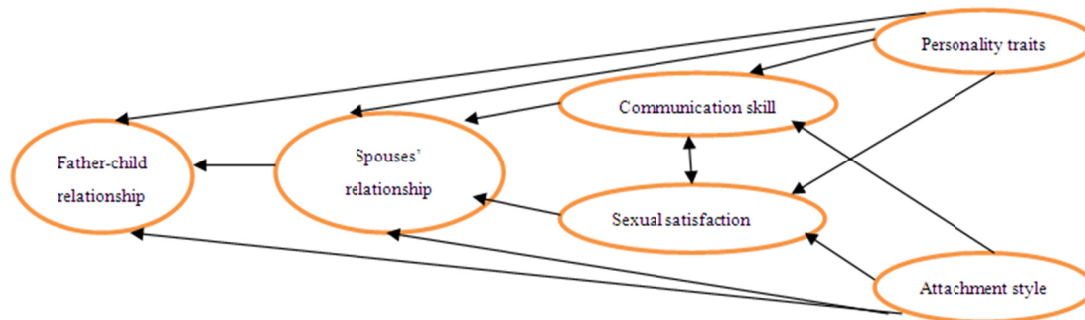 Personality traits
Communication skill
Father-child
relationship
Spouses'
relationship
Sexual satisfaction
Attachment style